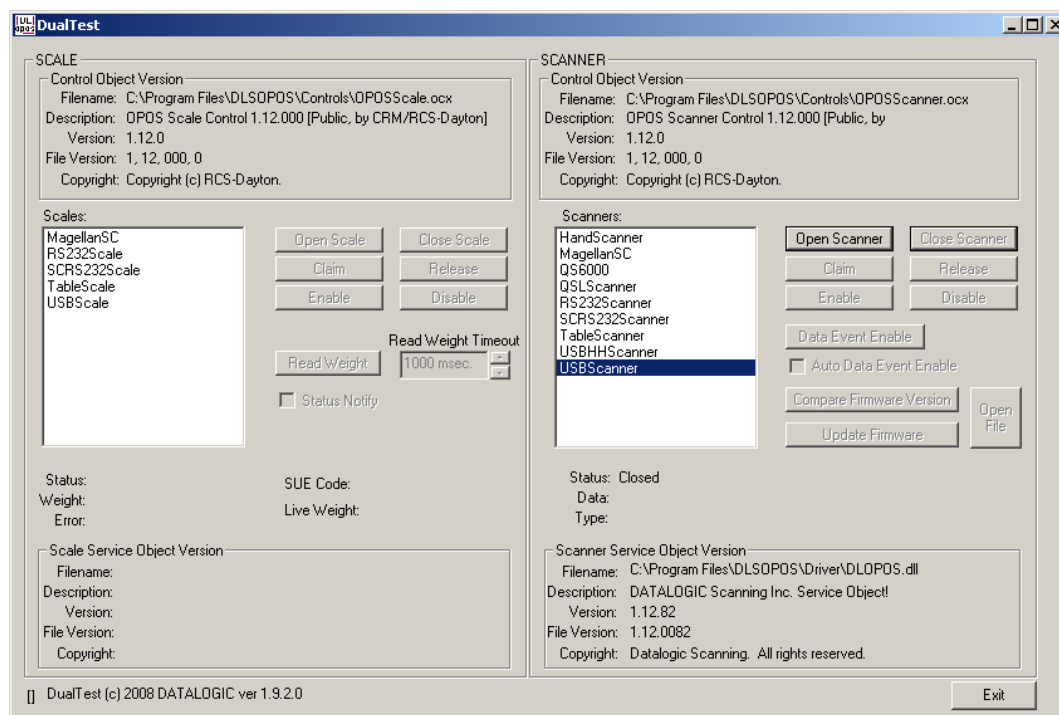 UL
opos DualTest
SCALE
Control Object Version
Filename: C:\Program Files\DLSOPOS\Controls\OPOSScale.ocx
Description: OPOS Scale Control 1.12.000 [Public, by CRM/RCS-Dayton]
Version: 1.12.0
File Version: 1, 12, 000, 0
Copyright: Copyright (c) RCS-Dayton.
Scales:
MagellanSC
RS232Scale
SCRS232Scale
TableScale
USBScale
Open Scale Close Scale
Claim Release
Enable Disable
Read Weight Timeout
Read Weight 1000 msec.
Status Notify
Status:
Weight:
Error:
SUE Code:
Live Weight:
Scale Service Object Version
Filename:
Description:
Version:
File Version:
Copyright:
SCANNER
Control Object Version
Filename: C:\Program Files\DLSOPOS\Controls\OPOSScanner.ocx
Description: OPOS Scanner Control 1.12.000 [Public, by
Version: 1.12.0
File Version: 1, 12, 000, 0
Copyright: Copyright (c) RCS-Dayton.
Scanners:
HandScanner
MagellanSC
QS6000
QSLScanner
RS232Scanner
SCRS232Scanner
TableScanner
USBHHScanner
USBScanner
Open Scanner Close Scanner
Claim Release
Enable Disable
Data Event Enable
Auto Data Event Enable
Compare Firmware Version
Update Firmware
Open
File
Status: Closed
Data:
Type:
Scanner Service Object Version
Filename: C:\Program Files\DLSOPOS\Driver\DLOPOS.dll
Description: DATALOGIC Scanning Inc. Service Object!
Version: 1.12.82
File Version: 1.12.0082
Copyright: Datalogic Scanning. All rights reserved.
[] DualTest (c) 2008 DATALOGIC ver 1.9.2.0
Exit